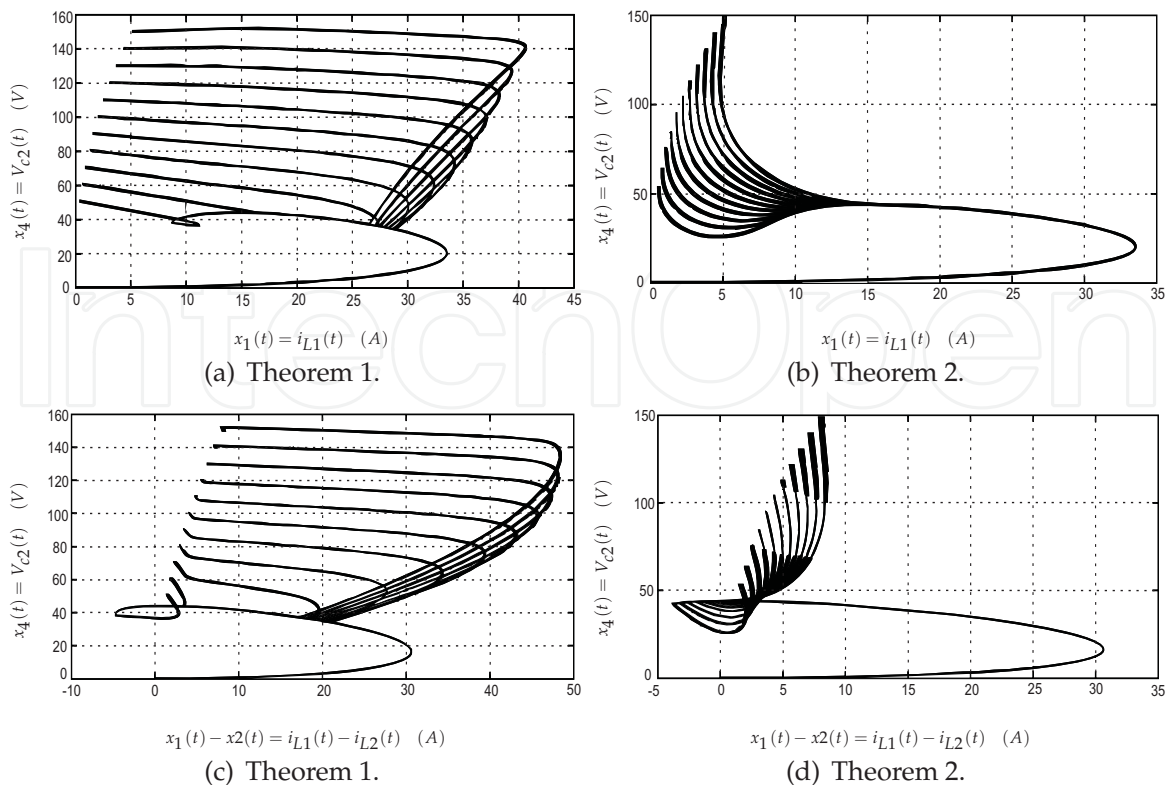 160
140
120
100
80
60
40
20
0
x4(t) = Vc2(t) (V)
0 5 10 15 20 25 30 35 40 45
x1(t) = iL1(t) (A)
(a) Theorem 1.
150
100
50
0
x4(t) = Vc2(t) (V)
0 5 10 15 20 25 30 35
x1(t) = iL1(t) (A)
(b) Theorem 2.
160
140
120
100
80
60
40
20
0
x4(t) = Vc2(t) (V)
-10 0 10 20 30 40 50
x1(t) − x2(t) = iL1(t) − iL2(t) (A)
(c) Theorem 1.
150
100
50
0
x4(t) = Vc2(t) (V)
-5 0 5 10 15 20 25 30 35
x1(t) − x2(t) = iL1(t) − iL2(t) (A)
(d) Theorem 2.
IntechOpen